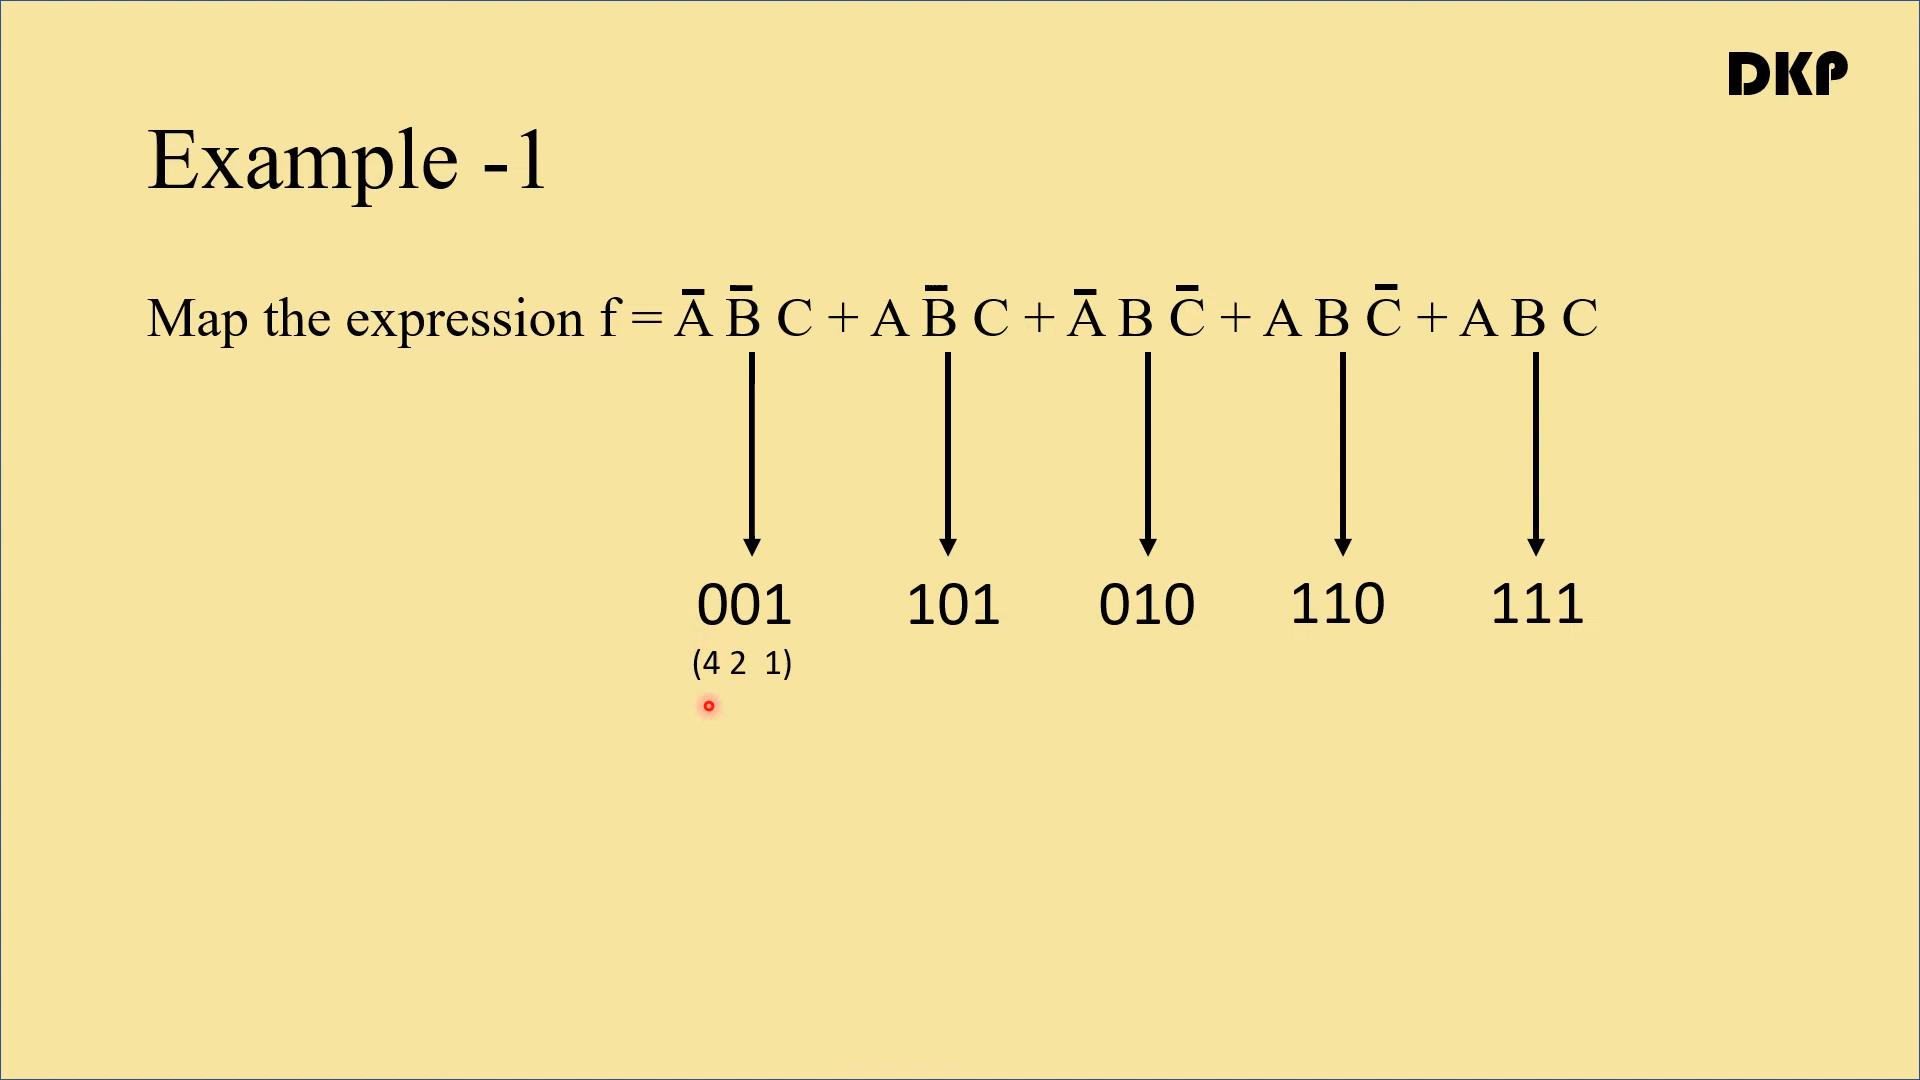 DKP
Example -1
Map the expression f = A̅ B̅ C + A B̅ C + A̅ B C̅ + A B C̅ + A B C
001 101 010 110 111
(4 2 1)